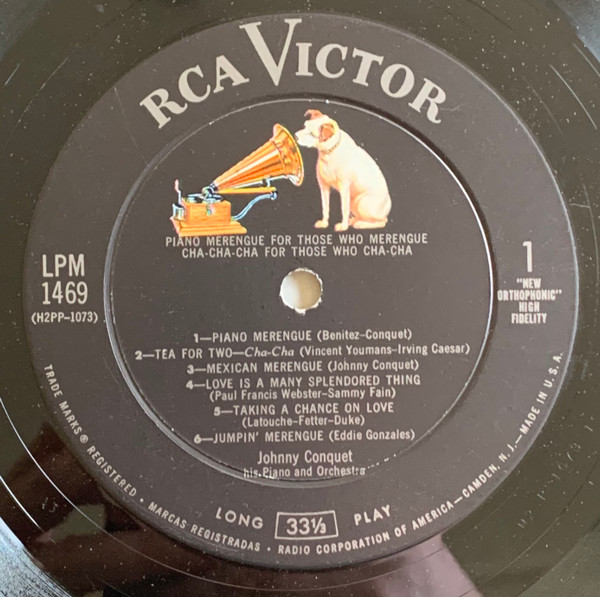 RCA VICTOR
PIANO MERENGUE FOR THOSE WHO MERENGUE
CHA-CHA-CHA FOR THOSE WHO CHA-CHA
LPM
1469
(H2PP-1073)
1
"NEW
ORTHOPHONIC"
HIGH
FIDELITY
1—PIANO MERENGUE (Benitez-Conquet)
2—TEA FOR TWO—Cha-Cha (Vincent Youmans-Irving Caesar)
3—MEXICAN MERENGUE (Johnny Conquet)
4—LOVE IS A MANY SPLENDORED THING
(Paul Francis Webster-Sammy Fain)
5—TAKING A CHANCE ON LOVE
(Latouche-Fetter-Duke)
6—JUMPIN' MERENGUE (Eddie Gonzales)
Johnny Conquet
his Piano and Orchestra
LONG 33⅓ PLAY
TRADE MARKS ® REGISTERED • MARCAS REGISTRADAS • RADIO CORPORATION OF AMERICA—CAMDEN, N.J.—MADE IN U.S.A.